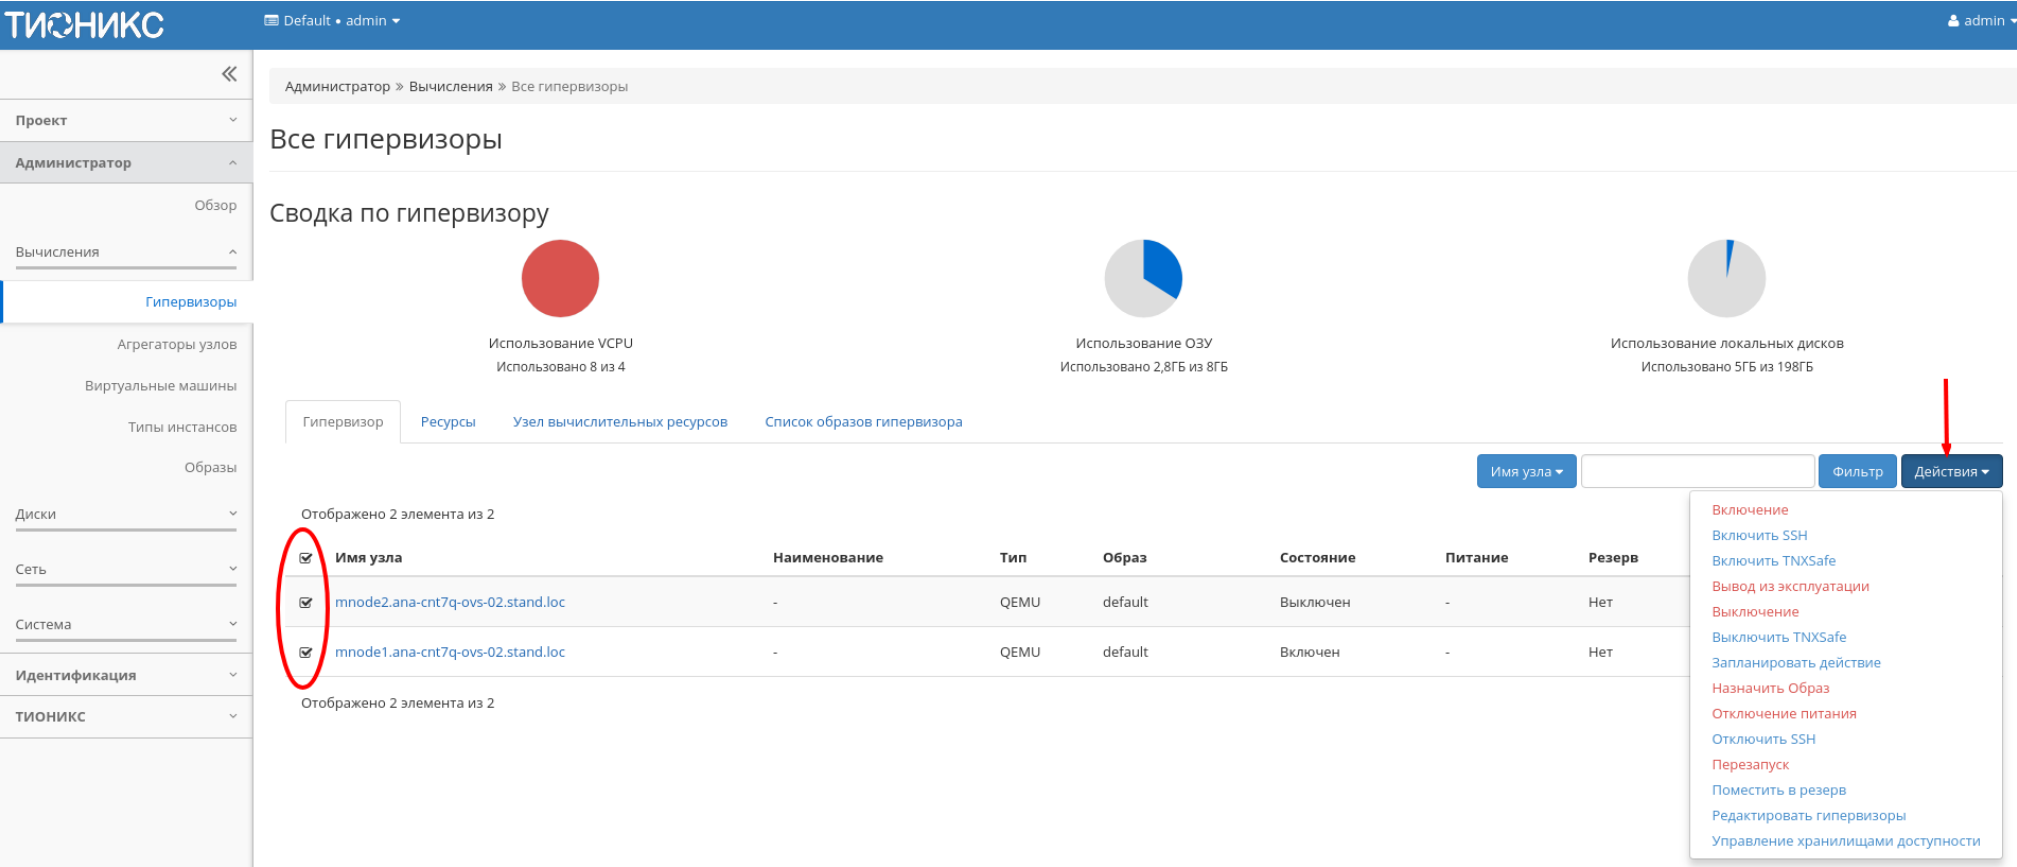 ТИОНИКС
Default • admin
admin
Проект
Администратор
Обзор
Вычисления
Гипервизоры
Агрегаторы узлов
Виртуальные машины
Типы инстансов
Образы
Диски
Сеть
Система
Идентификация
ТИОНИКС
Администратор » Вычисления » Все гипервизоры
Все гипервизоры
Сводка по гипервизору
Использование VCPU
Использовано 8 из 4
Использование ОЗУ
Использовано 2,8ГБ из 8ГБ
Использование локальных дисков
Использовано 5ГБ из 198ГБ
Гипервизор Ресурсы Узел вычислительных ресурсов Список образов гипервизора
Имя узла Фильтр Действия
Отображено 2 элемента из 2
Имя узла Наименование Тип Образ Состояние Питание Резерв
mnode2.ana-cnt7q-ovs-02.stand.loc - QEMU default Выключен - Нет
mnode1.ana-cnt7q-ovs-02.stand.loc - QEMU default Включен - Нет
Отображено 2 элемента из 2
Включение
Включить SSH
Включить TNXSafe
Вывод из эксплуатации
Выключение
Выключить TNXSafe
Запланировать действие
Назначить Образ
Отключение питания
Отключить SSH
Перезапуск
Поместить в резерв
Редактировать гипервизоры
Управление хранилищами доступности